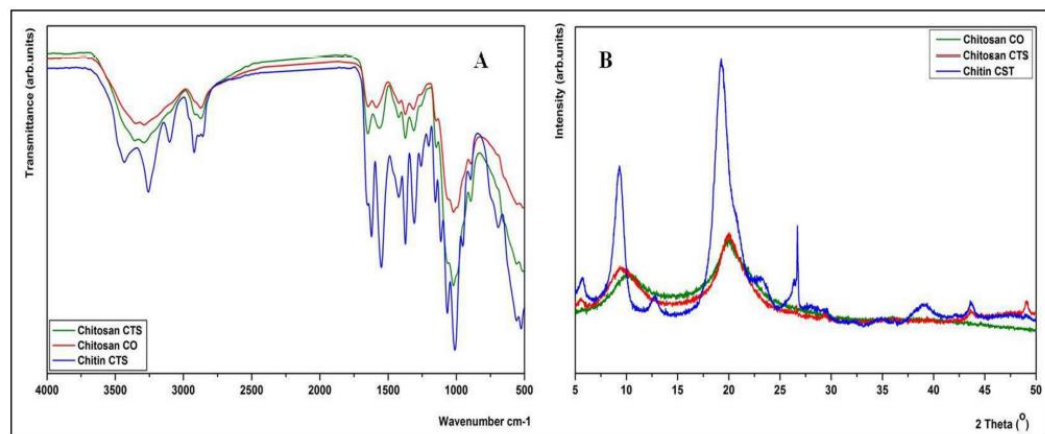 Transmittance (arb.units)
A
Chitosan CTS
Chitosan CO
Chitin CTS
4000 3500 3000 2500 2000 1500 1000 500
Wavenumber cm-1
Intensity (arb.units)
B
Chitosan CO
Chitosan CTS
Chitin CST
5 10 15 20 25 30 35 40 45 50
2 Theta (°)